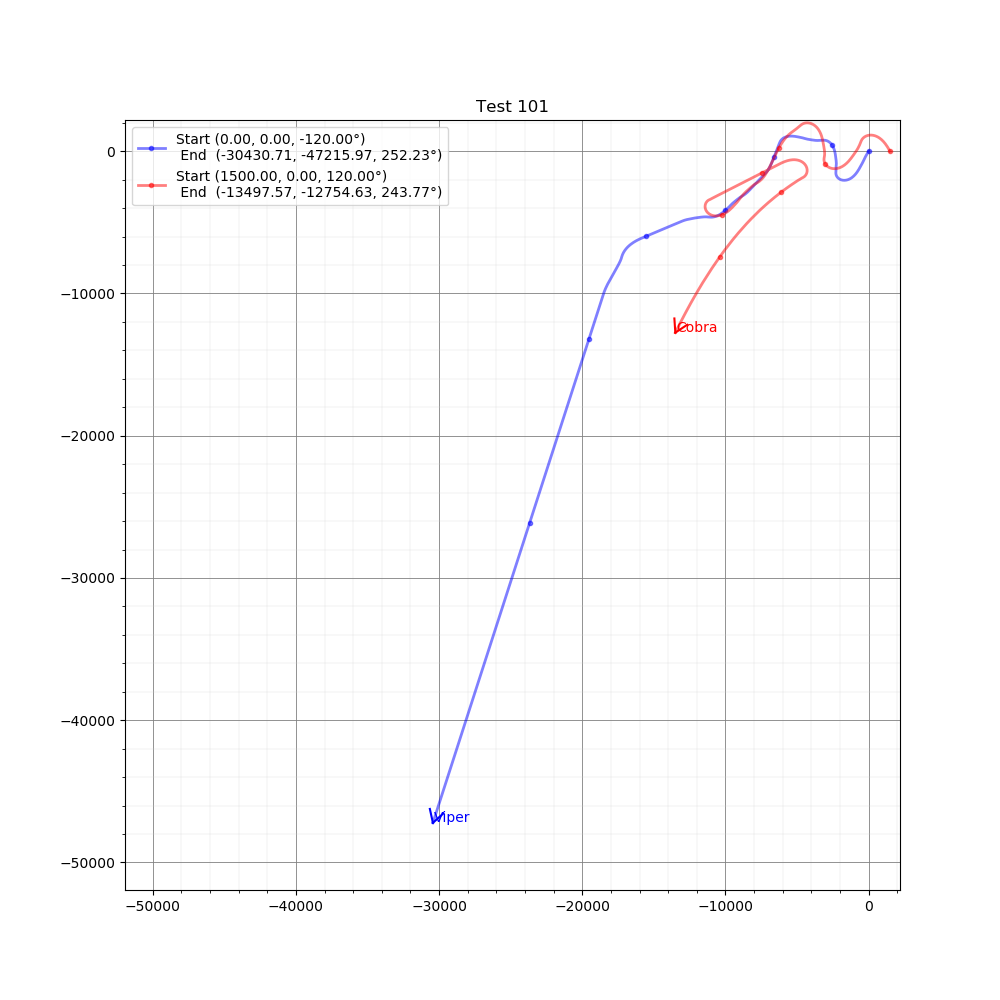 Test 101
Start (0.00, 0.00, -120.00°)
End (-30430.71, -47215.97, 252.23°)
Start (1500.00, 0.00, 120.00°)
End (-13497.57, -12754.63, 243.77°)
0
−10000
−20000
−30000
−40000
−50000
Cobra
Viper
−50000 −40000 −30000 −20000 −10000 0